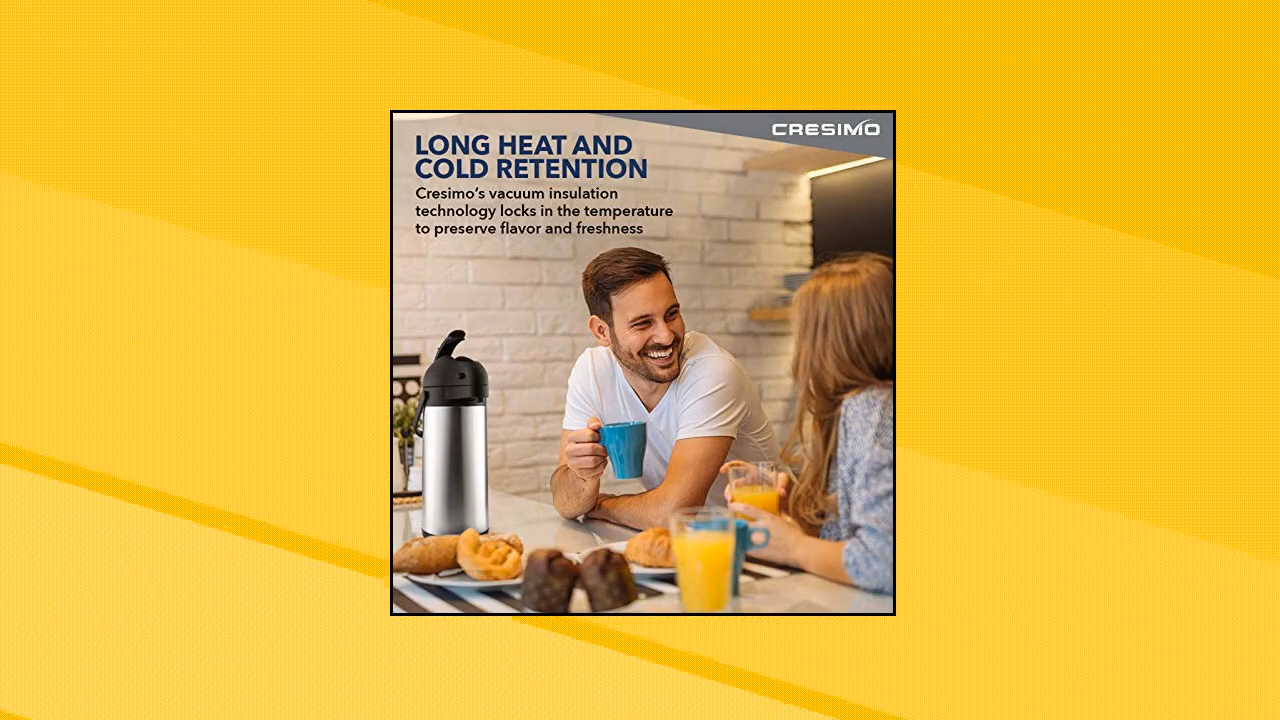 CRESIMO
LONG HEAT AND
COLD RETENTION
Cresimo's vacuum insulation
technology locks in the temperature
to preserve flavor and freshness